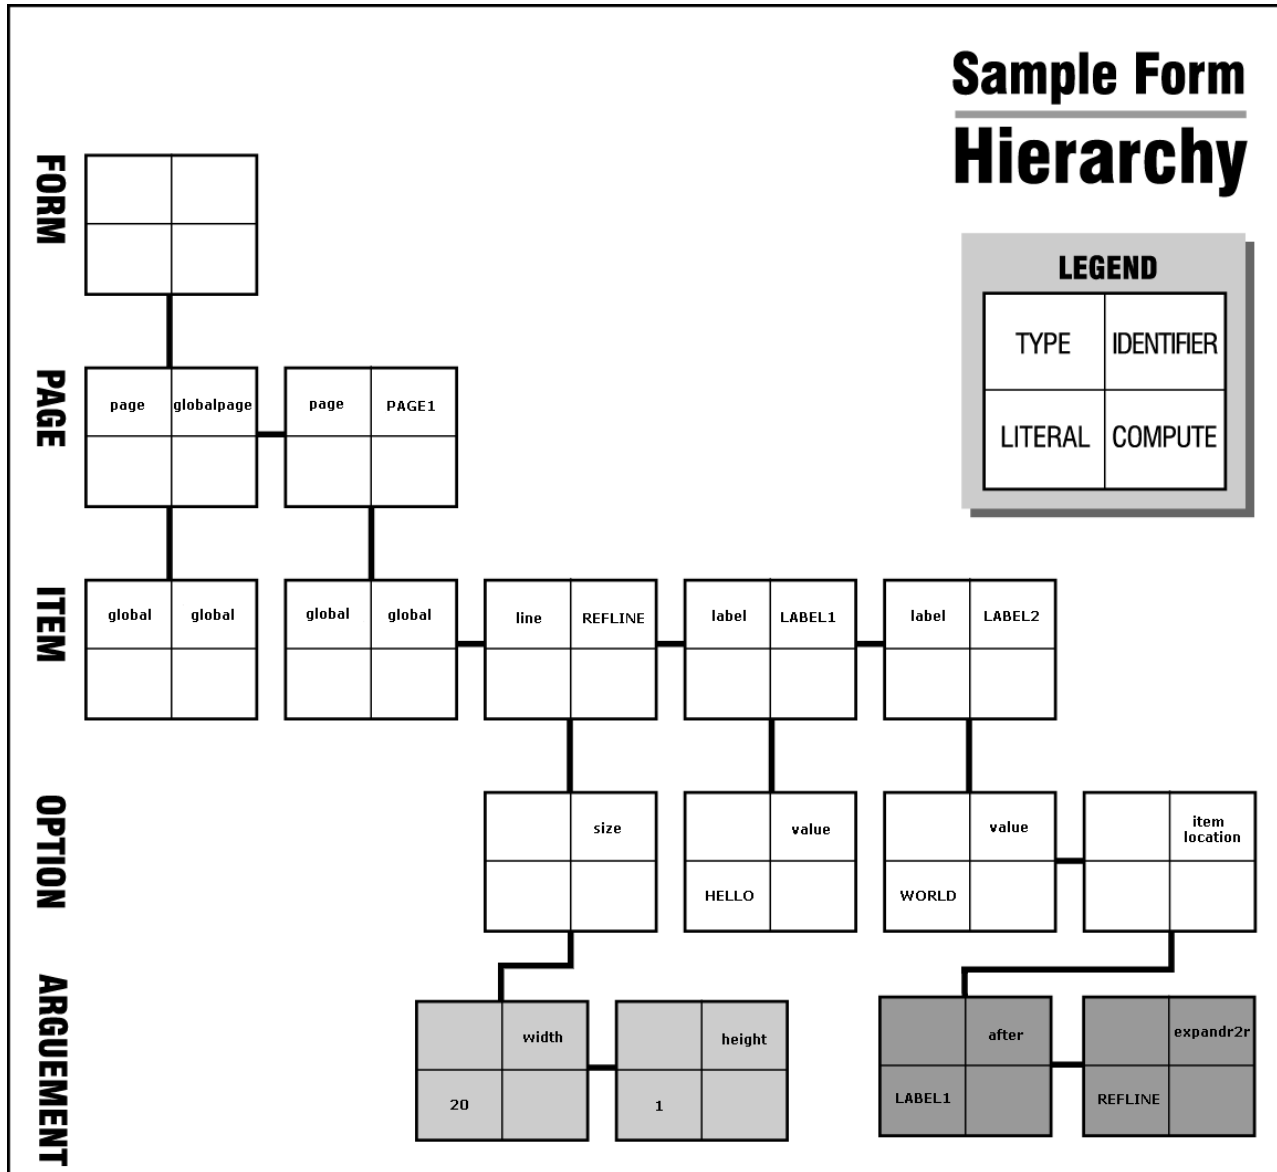 Sample Form
Hierarchy
LEGEND
TYPE IDENTIFIER
LITERAL COMPUTE
FORM
PAGE
page globalpage page PAGE1
ITEM
global global global global line REFLINE label LABEL1 label LABEL2
OPTION
size value value item
location
HELLO WORLD
ARGUEMENT
width height after expandr2r
20 1 LABEL1 REFLINE